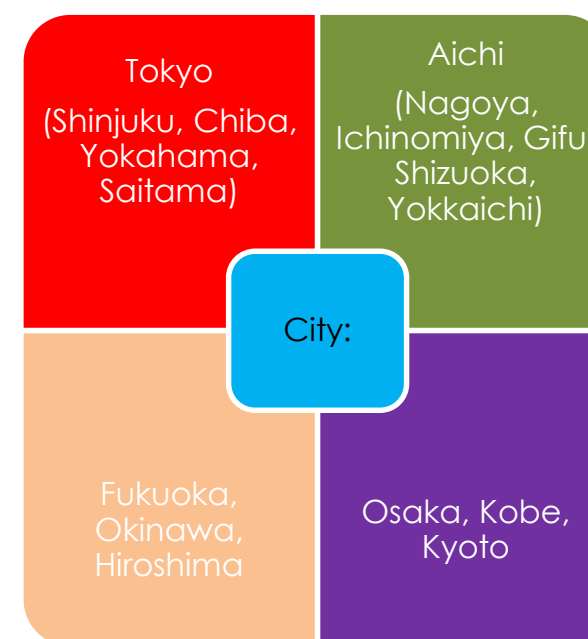 Tokyo
(Shinjuku, Chiba,
Yokahama,
Saitama)
Aichi
(Nagoya,
Ichinomiya, Gifu
Shizuoka,
Yokkaichi)
City:
Fukuoka,
Okinawa,
Hiroshima
Osaka, Kobe,
Kyoto